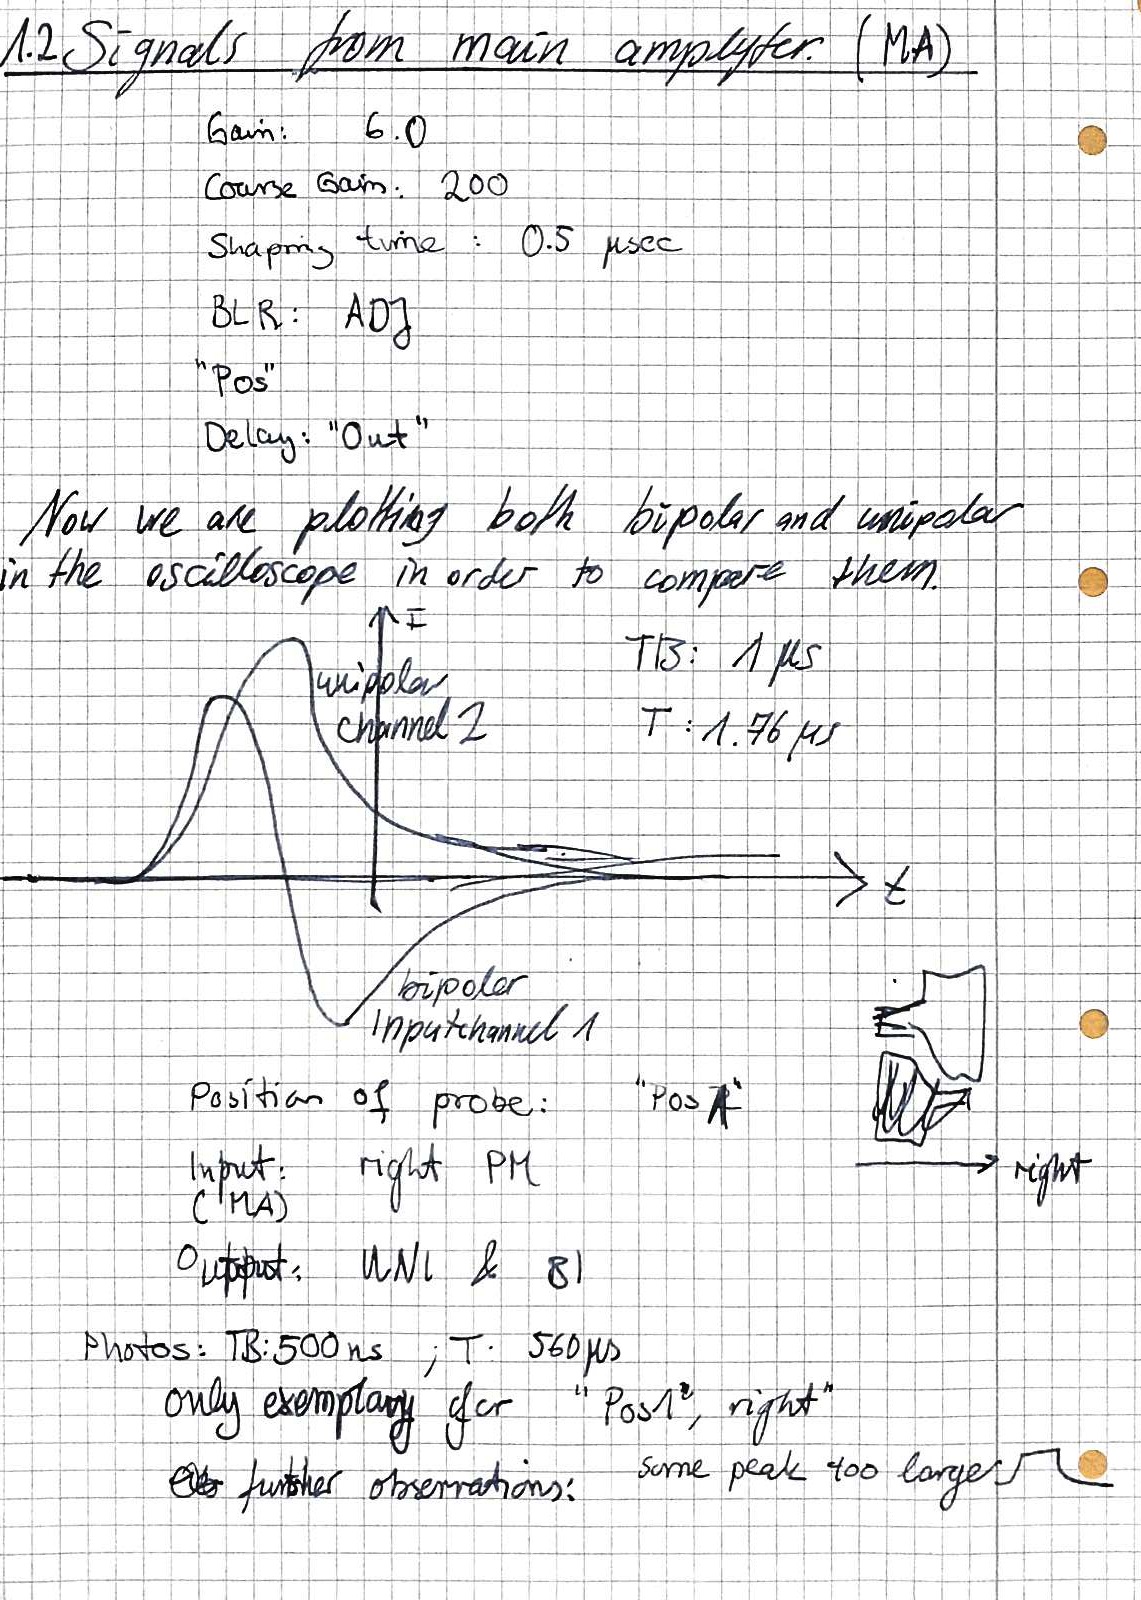 1.2 Signals from main amplyfer. (MA)
Gain: 6.0
Course Gain: 200
Shaping time: 0.5 µsec
BLR: ADJ
"Pos"
Delay: "Out"
Now we are plotting both bipolar and unipolar
in the oscilloscope in order to compare them.
I
TB: 1 µs
unipolar
channel 2
T: 1.76 µs
t
bipolar
Inputchannel 1
Position of probe: "Pos 1"
Input: right PM
(MA)
right
Output: UNI & BI
Photos: TB: 500 ns ; T: 560 µs
only exemplary for "Pos1", right"
further observations: some peak too large